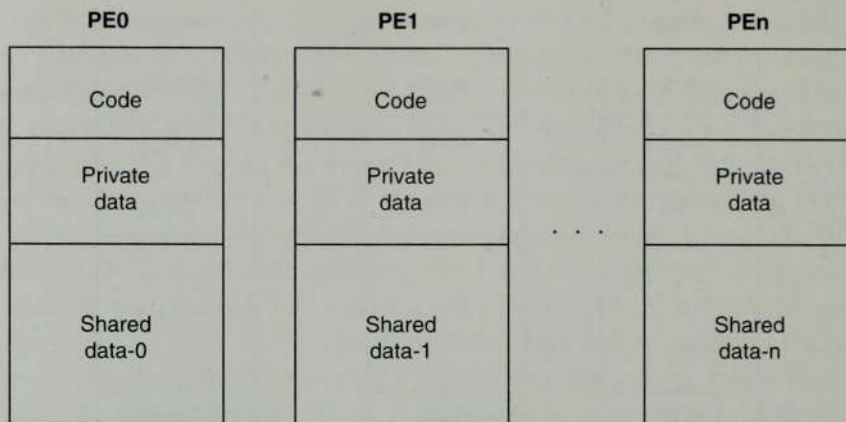 PE0
PE1
PEn
Code
Code
Code
Private
data
Private
data
Private
data
. . .
Shared
data-0
Shared
data-1
Shared
data-n